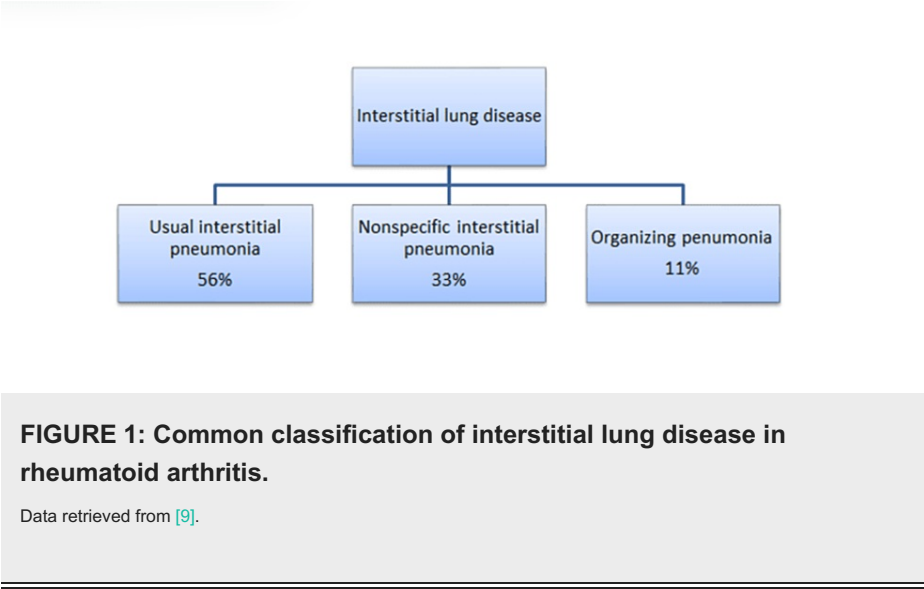 Interstitial lung disease
Usual interstitial
pneumonia
56%
Nonspecific interstitial
pneumonia
33%
Organizing penumonia
11%
FIGURE 1: Common classification of interstitial lung disease in
rheumatoid arthritis.
Data retrieved from [9].